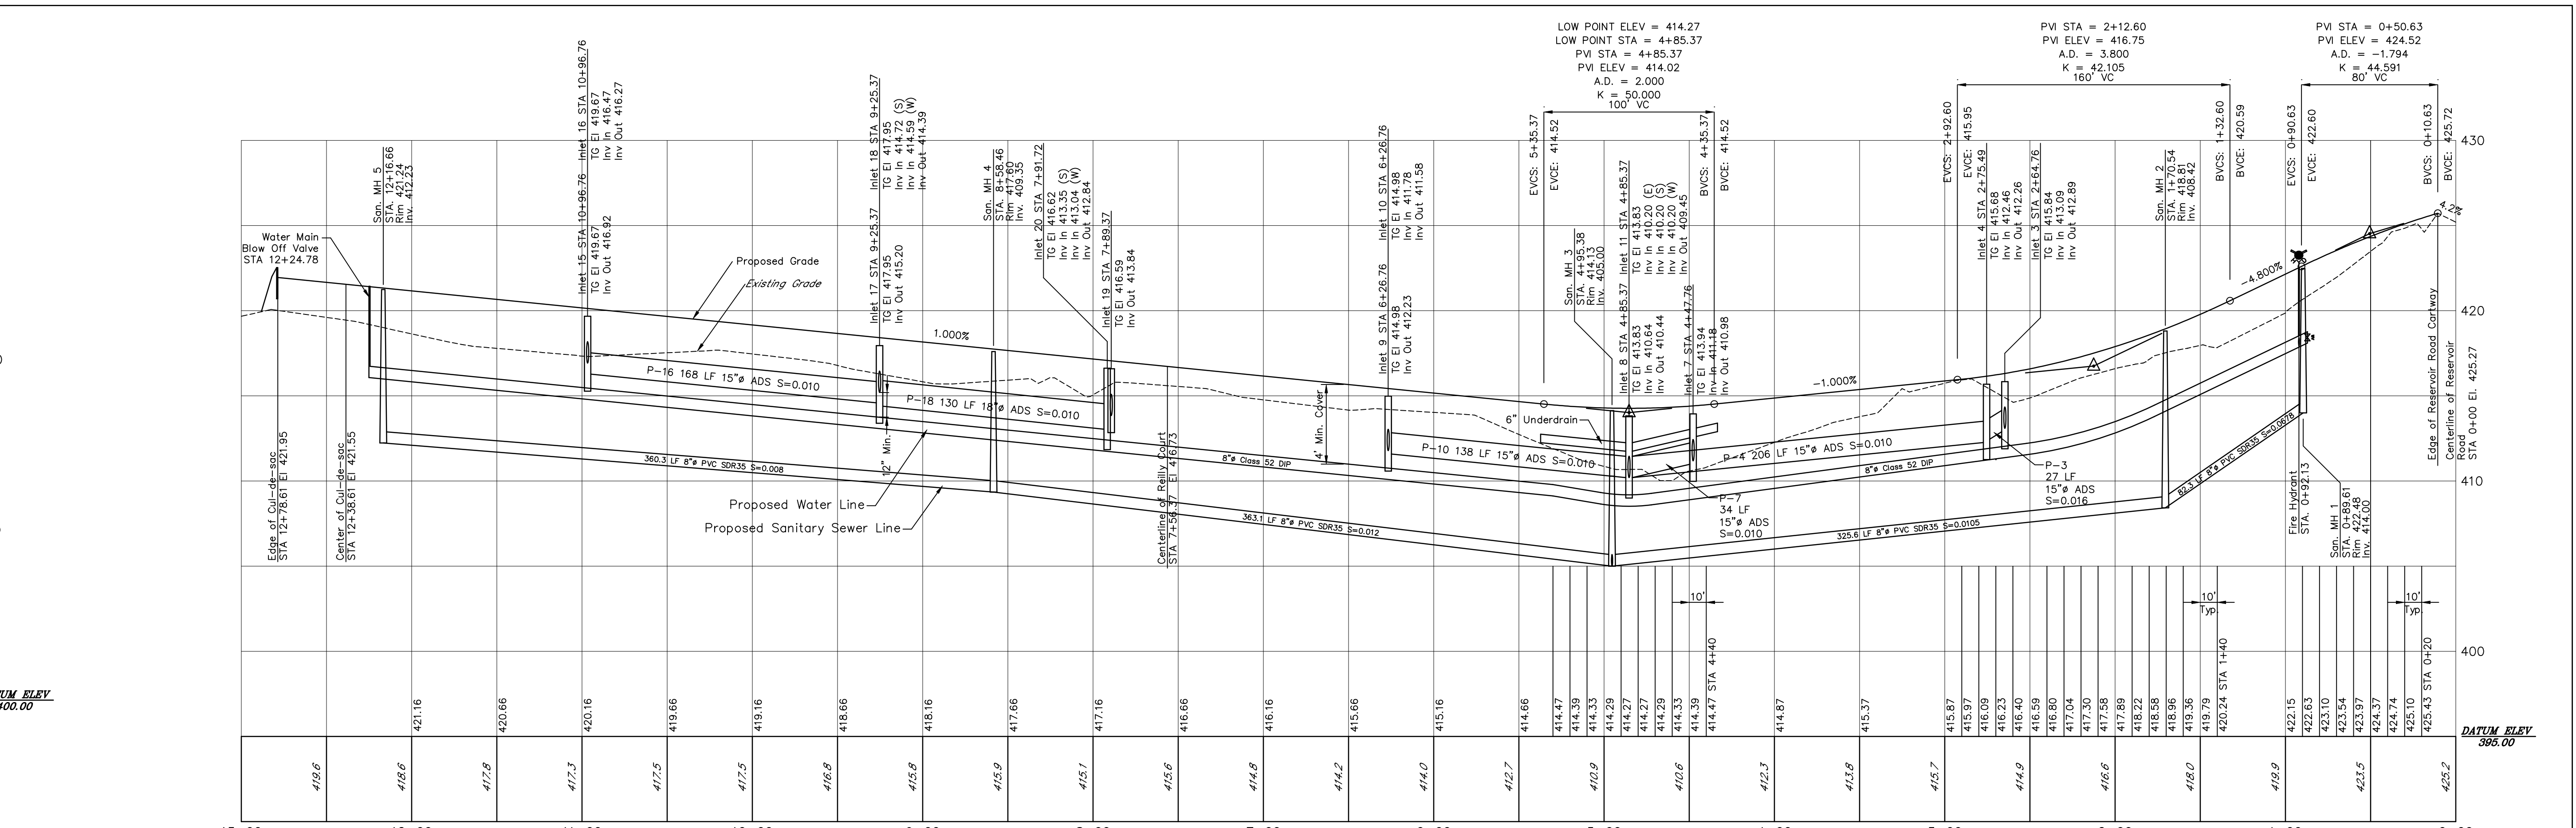 LOW POINT ELEV = 414.27
LOW POINT STA = 4+85.37
PVI STA = 4+85.37
PVI ELEV = 414.02
A.D. = 2.000
K = 50.000
100' VC
PVI STA = 2+12.60
PVI ELEV = 416.75
A.D. = 3.800
K = 42.105
160' VC
PVI STA = 0+50.63
PVI ELEV = 424.52
A.D. = -1.794
K = 44.591
80' VC
EVCS: 5+35.37
EVCE: 414.52
BVCS: 4+35.37
BVCE: 414.52
EVCS: 2+92.60
EVCE: 415.95
BVCS: 1+32.60
BVCE: 420.59
EVCS: 0+90.63
EVCE: 422.60
BVCS: 0+10.63
BVCE: 425.72
430
420
410
400
Water Main
Blow Off Valve
STA 12+24.78
San. MH 5
STA. 12+16.66
Rim 421.24
Inv. 412.23
Inlet 16 STA 10+96.76
TG El 419.67
Inv In 416.47
Inv Out 416.27
Inlet 15 STA 10+96.76
TG El 419.67
Inv Out 416.92
Inlet 18 STA 9+25.37
TG El 417.95
Inv In 414.72 (S)
Inv In 414.59 (W)
Inv Out 414.39
Inlet 17 STA 9+25.37
TG El 417.95
Inv Out 415.20
San. MH 4
STA. 8+58.46
Rim 417.60
Inv. 409.35
Inlet 20 STA 7+91.72
TG El 416.62
Inv In 413.35 (S)
Inv In 413.04 (W)
Inv Out 412.84
Inlet 19 STA 7+89.37
TG El 416.59
Inv Out 413.84
Inlet 10 STA 6+26.76
TG El 414.98
Inv In 411.78
Inv Out 411.58
Inlet 9 STA 6+26.76
TG El 414.98
Inv Out 412.23
San. MH 3
STA. 4+95.38
Rim 414.13
Inv. 405.00
Inlet 11 STA 4+85.37
TG El 413.83
Inv In 410.20 (E)
Inv In 410.20 (S)
Inv In 410.20 (W)
Inv Out 409.45
Inlet 8 STA 4+85.37
TG El 413.83
Inv In 410.64
Inv Out 410.44
Inlet 7 STA 4+47.76
TG El 413.94
Inv In 411.18
Inv Out 410.98
Inlet 4 STA 2+75.49
TG El 415.68
Inv In 412.46
Inv Out 412.26
Inlet 3 STA 2+64.76
TG El 415.84
Inv In 413.09
Inv Out 412.89
San. MH 2
STA. 1+70.54
Rim 418.81
Inv. 408.42
Proposed Grade
Existing Grade
1.000%
-1.000%
-4.800%
4.2%
P-16 168 LF 15"ø ADS S=0.010
P-18 130 LF 18"ø ADS S=0.010
P-10 138 LF 15"ø ADS S=0.010
P-4 206 LF 15"ø ADS S=0.010
6" Underdrain
4' Min. Cover
12" Min.
P-7
34 LF
15"ø ADS
S=0.010
P-3
27 LF
15"ø ADS
S=0.016
8"ø Class 52 DIP
8"ø Class 52 DIP
360.3 LF 8"ø PVC SDR35 S=0.008
363.1 LF 8"ø PVC SDR35 S=0.012
325.6 LF 8"ø PVC SDR35 S=0.0105
82.3 LF 8"ø PVC SDR35 S=0.0678
Proposed Water Line
Proposed Sanitary Sewer Line
Edge of Cul-de-sac
STA 12+78.61 El 421.95
Center of Cul-de-sac
STA 12+38.61 El 421.55
Centerline of Reilly Court
STA 7+56.37 El 416.73
Fire Hydrant
STA. 0+92.13
San. MH 1
STA. 0+89.61
Rim 422.48
Inv. 414.00
Edge of Reservoir Road Cartway
Centerline of Reservoir
Road
STA 0+00 El. 425.27
10'
10'
Typ.
10'
Typ.
421.16
420.66
420.16
419.66
419.16
418.66
418.16
417.66
417.16
416.66
416.16
415.66
415.16
414.66
414.47
414.39
414.33
414.29
414.27
414.27
414.29
414.33
414.39
414.47 STA 4+40
414.87
415.37
415.87
415.97
416.09
416.23
416.40
416.59
416.80
417.04
417.30
417.58
417.89
418.22
418.58
418.96
419.36
419.79
420.24 STA 1+40
422.15
422.63
423.10
423.54
423.97
424.37
424.74
425.10
425.43 STA 0+20
DATUM ELEV
395.00
UM ELEV
00.00
419.6
418.6
417.8
417.3
417.5
417.5
416.8
415.8
415.9
415.1
415.6
414.8
414.2
414.0
412.7
410.9
410.6
412.3
413.8
415.7
414.9
416.6
418.0
419.9
423.5
425.2